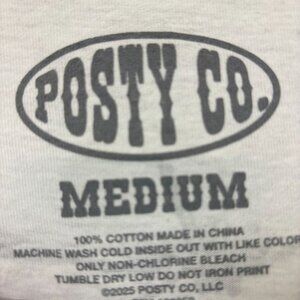 POSTY CO.
MEDIUM
100% COTTON MADE IN CHINA
MACHINE WASH COLD INSIDE OUT WITH LIKE COLOR
ONLY NON-CHLORINE BLEACH
TUMBLE DRY LOW DO NOT IRON PRINT
©2025 POSTY CO, LLC